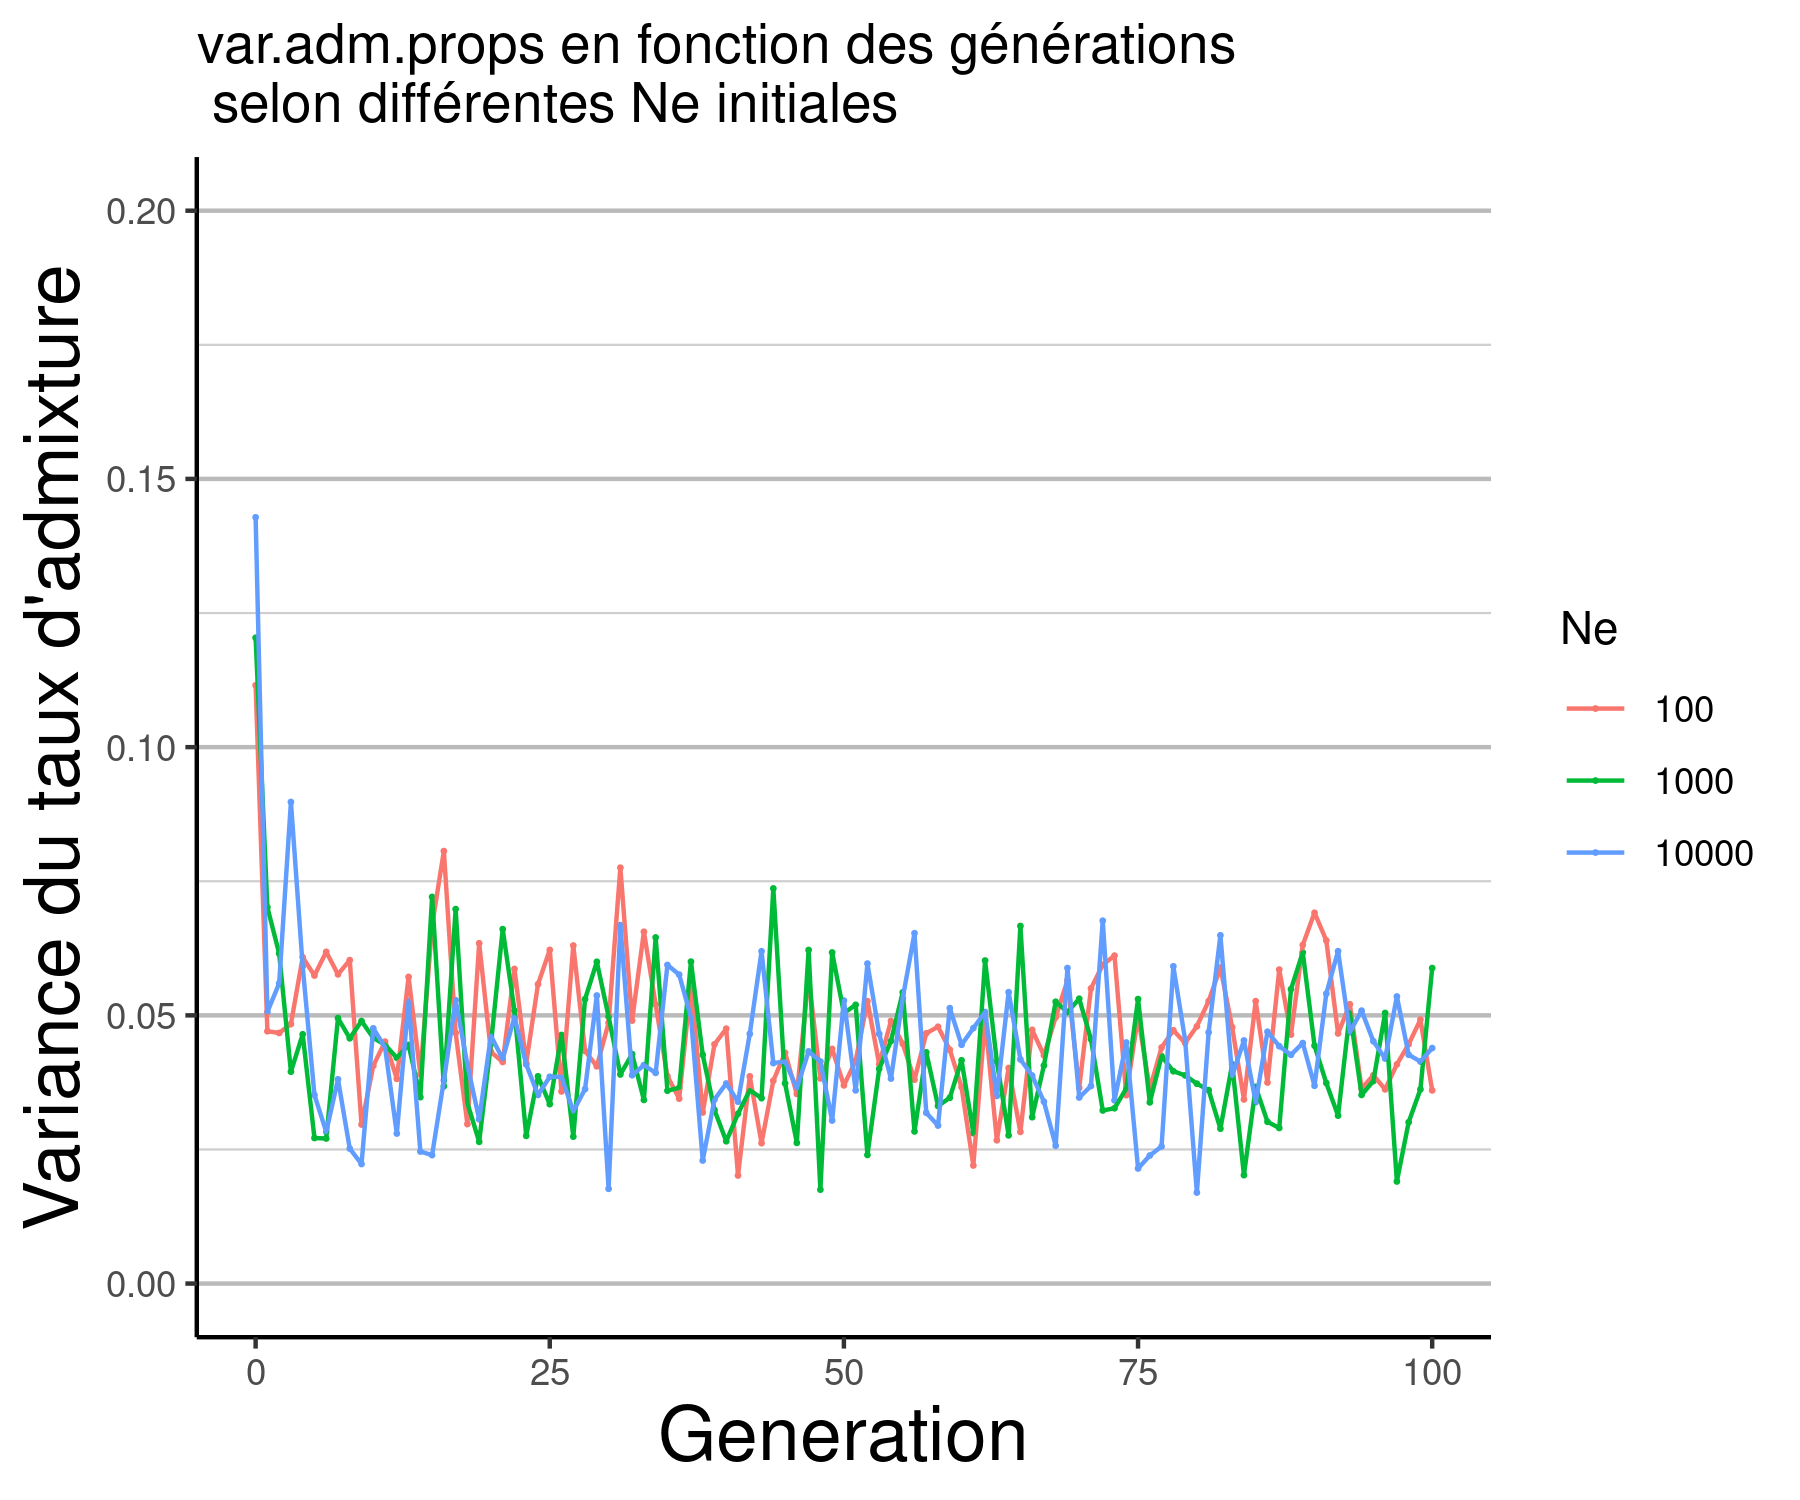 var.adm.props en fonction des générations
selon différentes Ne initiales
Variance du taux d'admixture
0.20
0.15
0.10
0.05
0.00
0 25 50 75 100
Generation
Ne
100
1000
10000